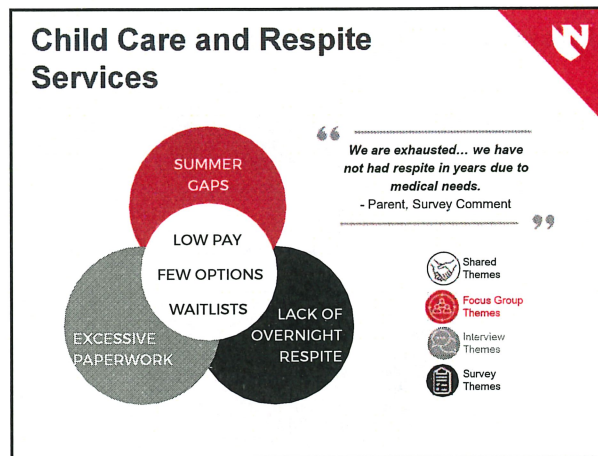 Child Care and Respite
Services
“
We are exhausted... we have
not had respite in years due to
medical needs.
- Parent, Survey Comment
”
SUMMER
GAPS
LOW PAY
FEW OPTIONS
WAITLISTS
EXCESSIVE
PAPERWORK
LACK OF
OVERNIGHT
RESPITE
Shared
Themes
Focus Group
Themes
Interview
Themes
Survey
Themes
N